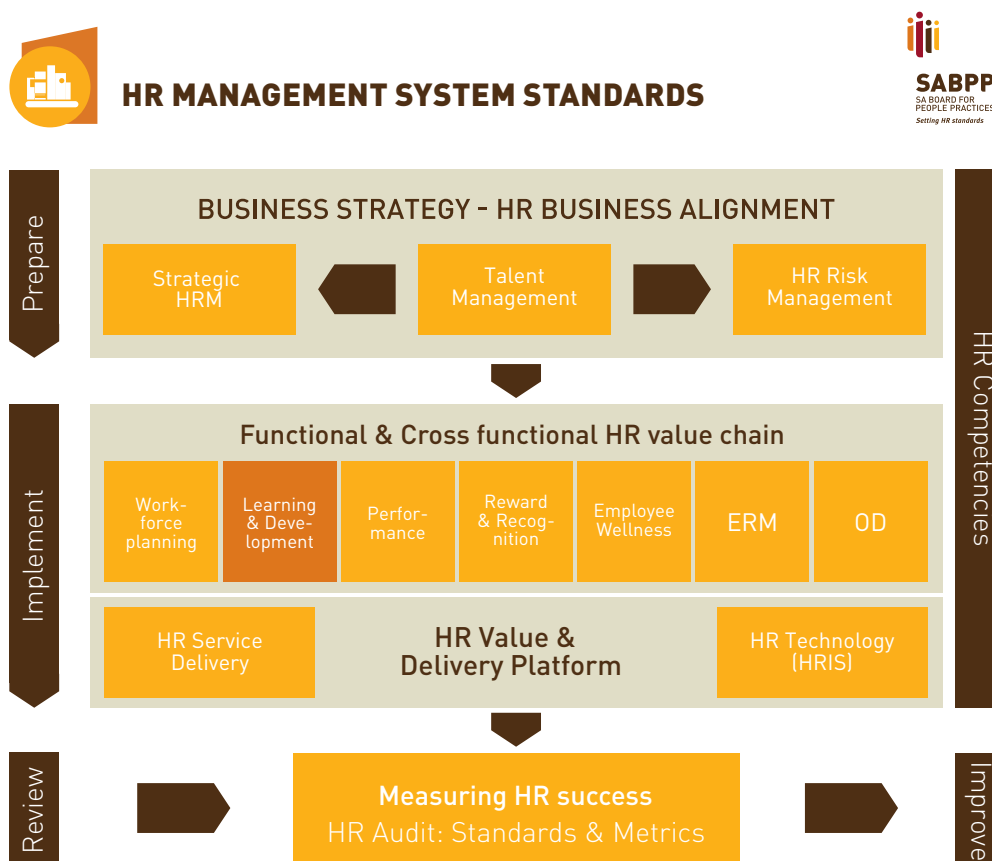 HR MANAGEMENT SYSTEM STANDARDS
SABPP
SA BOARD FOR
PEOPLE PRACTICES
Setting HR standards
Prepare
BUSINESS STRATEGY - HR BUSINESS ALIGNMENT
Strategic
HRM
Talent
Management
HR Risk
Management
HR Competencies
Implement
Functional & Cross functional HR value chain
Work-
force
planning
Learning
& Deve-
lopment
Perfor-
mance
Reward
& Recog-
nition
Employee
Wellness
ERM
OD
HR Service
Delivery
HR Value &
Delivery Platform
HR Technology
(HRIS)
Review
Measuring HR success
HR Audit: Standards & Metrics
Improve